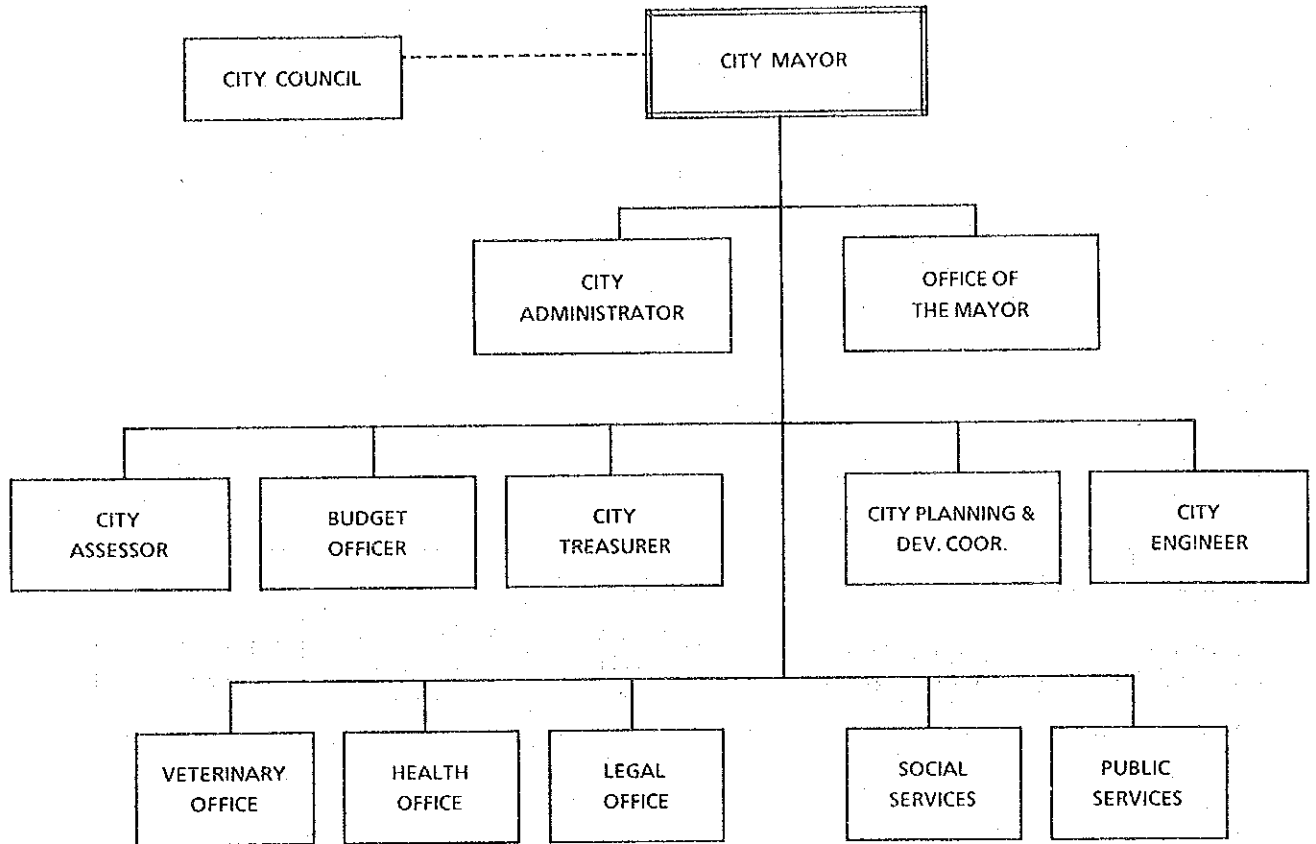 CITY COUNCIL
CITY MAYOR
CITY
ADMINISTRATOR
OFFICE OF
THE MAYOR
CITY
ASSESSOR
BUDGET
OFFICER
CITY
TREASURER
CITY PLANNING &
DEV. COOR.
CITY
ENGINEER
VETERINARY
OFFICE
HEALTH
OFFICE
LEGAL
OFFICE
SOCIAL
SERVICES
PUBLIC
SERVICES